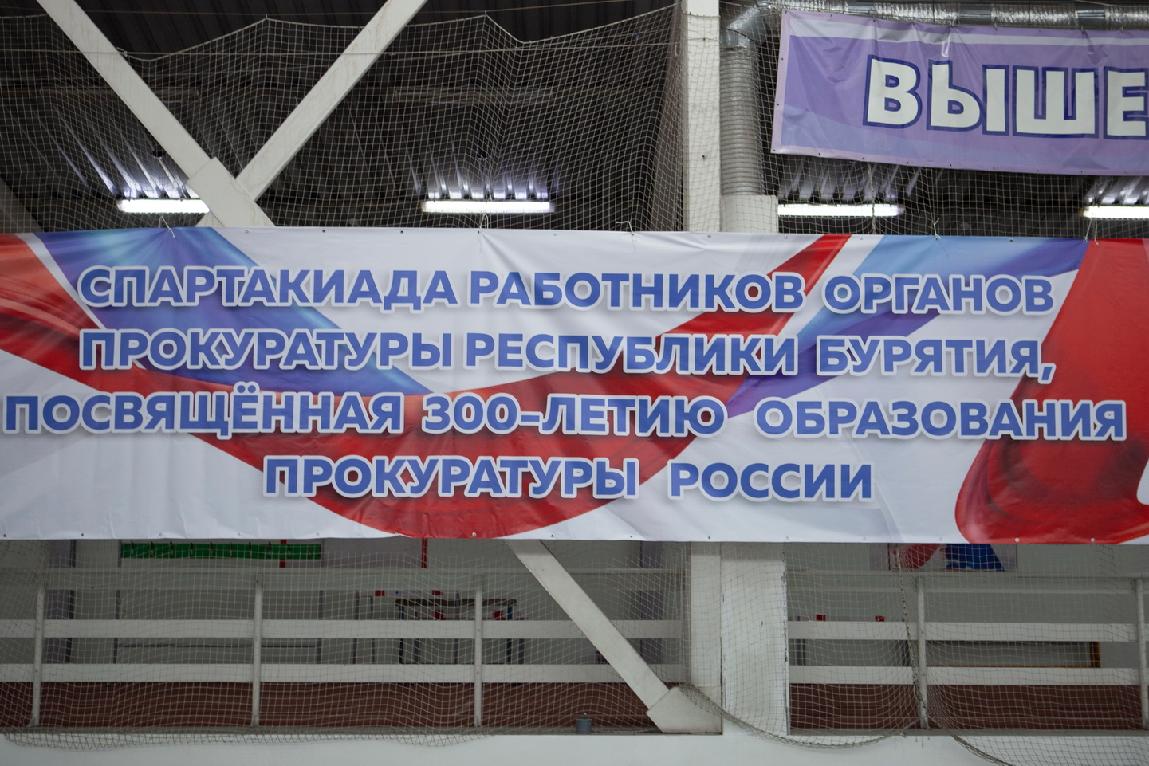 ВЫШЕ
СПАРТАКИАДА РАБОТНИКОВ ОРГАНОВ
ПРОКУРАТУРЫ РЕСПУБЛИКИ БУРЯТИЯ,
ПОСВЯЩЁННАЯ 300-ЛЕТИЮ ОБРАЗОВАНИЯ
ПРОКУРАТУРЫ РОССИИ